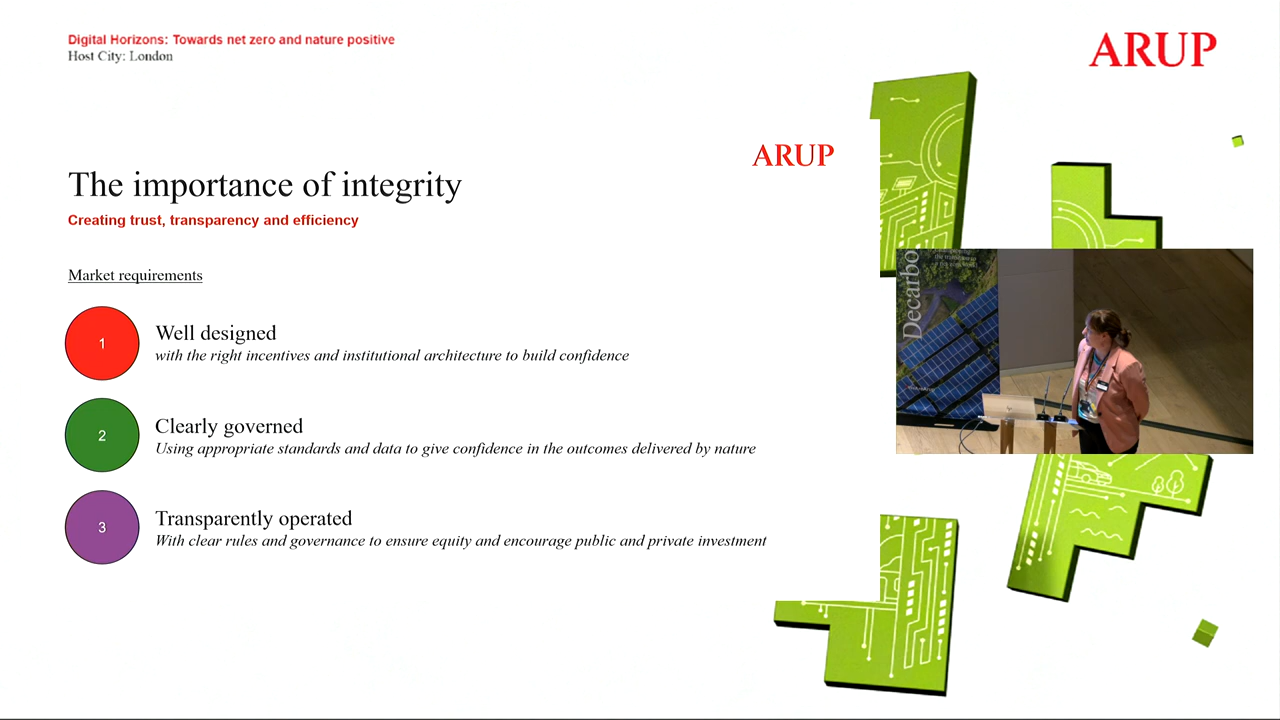 Digital Horizons: Towards net zero and nature positive
Host City: London
ARUP
ARUP
The importance of integrity
Creating trust, transparency and efficiency
Market requirements
1
Well designed
with the right incentives and institutional architecture to build confidence
2
Clearly governed
Using appropriate standards and data to give confidence in the outcomes delivered by nature
3
Transparently operated
With clear rules and governance to ensure equity and encourage public and private investment
Decarbo